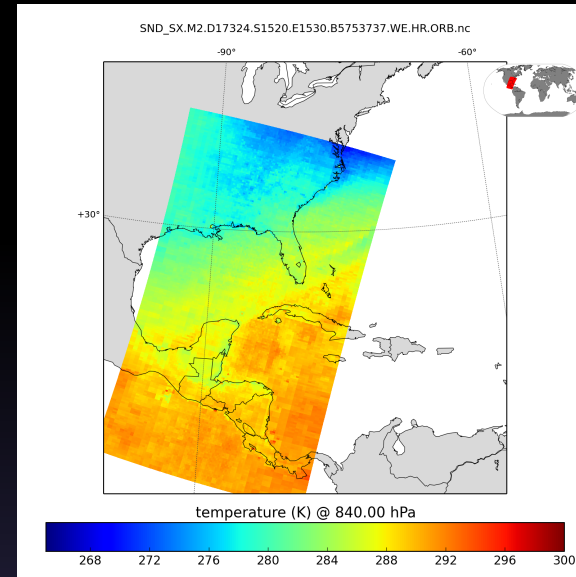 SND_SX.M2.D17324.S1520.E1530.B5753737.WE.HR.ORB.nc
-90° -60°
+30°
temperature (K) @ 840.00 hPa
268 272 276 280 284 288 292 296 300